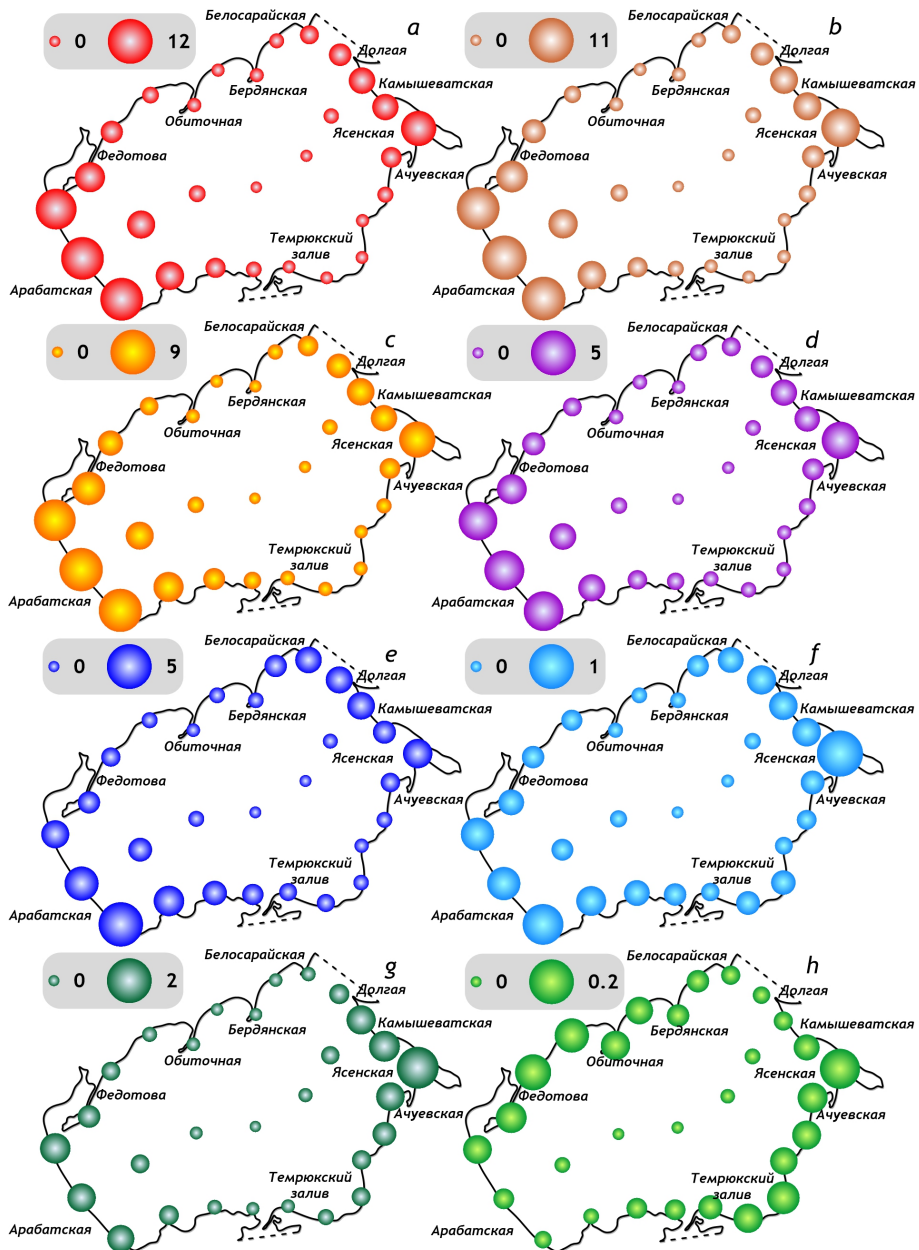 Белосарайская
a
0 12
Долгая
Камышеватская
Бердянская
Обиточная
Ясенская
Федотова
Ачуевская
Темрюкский
залив
Арабатская
Белосарайская
b
0 11
Долгая
Камышеватская
Бердянская
Обиточная
Ясенская
Федотова
Ачуевская
Темрюкский
залив
Арабатская
Белосарайская
c
0 9
Долгая
Камышеватская
Бердянская
Обиточная
Ясенская
Федотова
Ачуевская
Темрюкский
залив
Арабатская
Белосарайская
d
0 5
Долгая
Камышеватская
Бердянская
Обиточная
Ясенская
Федотова
Ачуевская
Темрюкский
залив
Арабатская
Белосарайская
e
0 5
Долгая
Камышеватская
Бердянская
Обиточная
Ясенская
Федотова
Ачуевская
Темрюкский
залив
Арабатская
Белосарайская
f
0 1
Долгая
Камышеватская
Бердянская
Обиточная
Ясенская
Федотова
Ачуевская
Темрюкский
залив
Арабатская
Белосарайская
g
0 2
Долгая
Камышеватская
Бердянская
Обиточная
Ясенская
Федотова
Ачуевская
Темрюкский
залив
Арабатская
Белосарайская
h
0 0.2
Долгая
Камышеватская
Бердянская
Обиточная
Ясенская
Федотова
Ачуевская
Темрюкский
залив
Арабатская